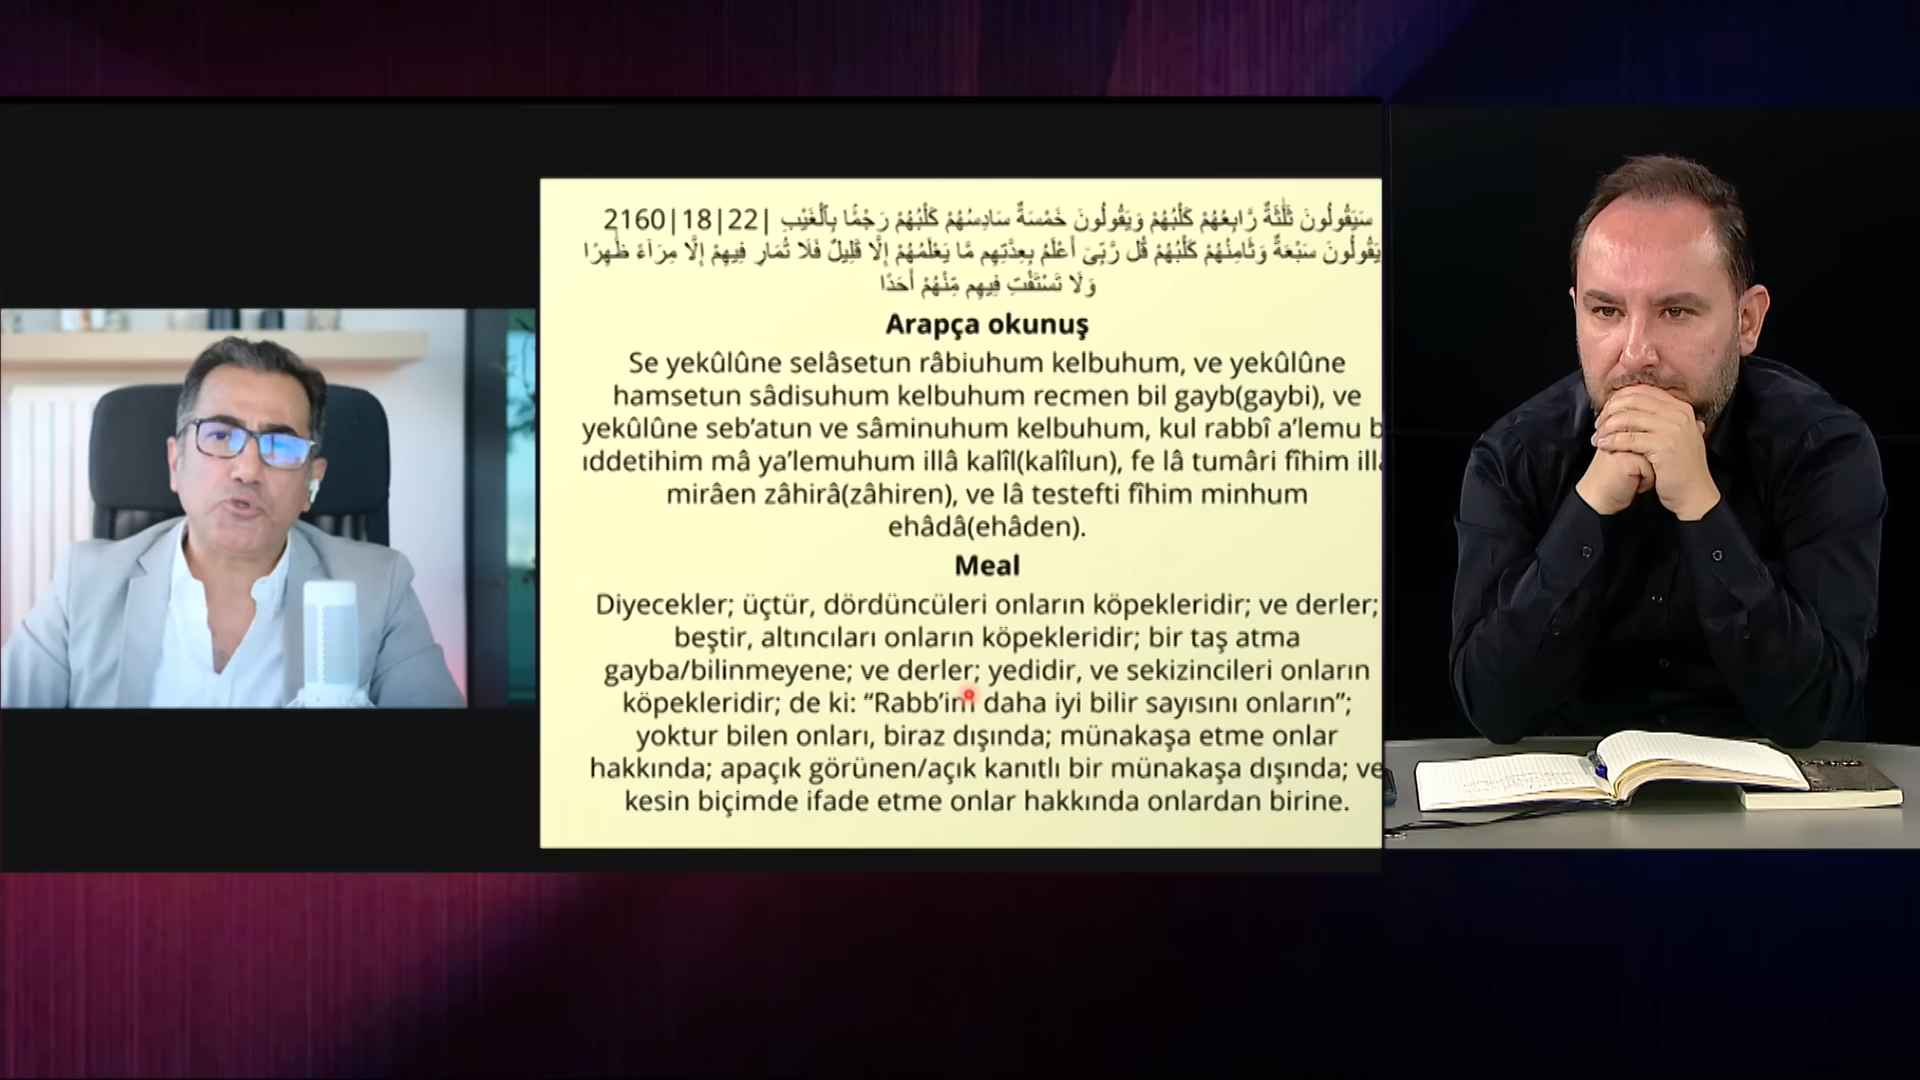 2160|18|22| سَيَقُولُونَ ثَلَٰثَةٌ رَّابِعُهُمْ كَلْبُهُمْ وَيَقُولُونَ خَمْسَةٌ سَادِسُهُمْ كَلْبُهُمْ رَجْمًۢا بِٱلْغَيْبِ
يَقُولُونَ سَبْعَةٌ وَثَامِنُهُمْ كَلْبُهُمْ قُل رَّبِّىٓ أَعْلَمُ بِعِدَّتِهِم مَّا يَعْلَمُهُمْ إِلَّا قَلِيلٌ فَلَا تُمَارِ فِيهِمْ إِلَّا مِرَآءً ظَٰهِرًا
وَلَا تَسْتَفْتِ فِيهِم مِّنْهُمْ أَحَدًا
Arapça okunuş
Se yekûlûne selâsetun râbiuhum kelbuhum, ve yekûlûne
hamsetun sâdisuhum kelbuhum recmen bil gayb(gaybi), ve
yekûlûne seb’atun ve sâminuhum kelbuhum, kul rabbî a’lemu b
ıddetihim mâ ya’lemuhum illâ kalîl(kalîlun), fe lâ tumâri fîhim illâ
mirâen zâhirâ(zâhiren), ve lâ testefti fîhim minhum
ehâdâ(ehâden).
Meal
Diyecekler; üçtür, dördüncüleri onların köpekleridir; ve derler;
beştir, altıncıları onların köpekleridir; bir taş atma
gayba/bilinmeyene; ve derler; yedidir, ve sekizincileri onların
köpekleridir; de ki: “Rabb’im daha iyi bilir sayısını onların”;
yoktur bilen onları, biraz dışında; münakaşa etme onlar
hakkında; apaçık görünen/açık kanıtlı bir münakaşa dışında; ve
kesin biçimde ifade etme onlar hakkında onlardan birine.